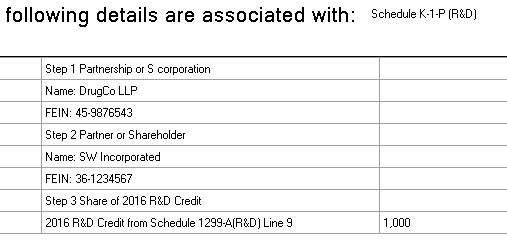 following details are associated with: Schedule K-1-P (R&D)
Step 1 Partnership or S corporation
Name: DrugCo LLP
FEIN: 45-9876543
Step 2 Partner or Shareholder
Name: SW Incorporated
FEIN: 36-1234567
Step 3 Share of 2016 R&D Credit
2016 R&D Credit from Schedule 1299-A(R&D) Line 9 1,000